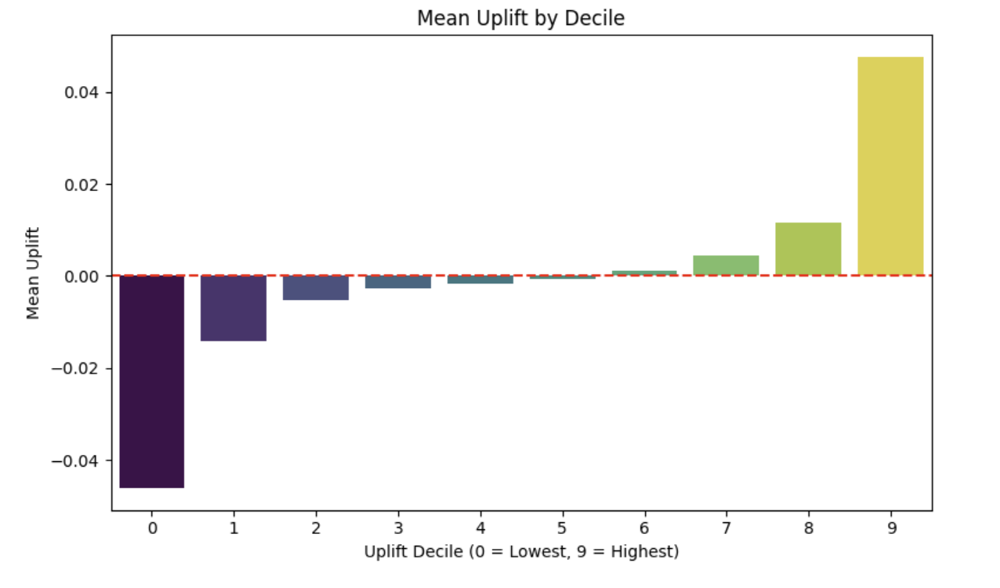 Mean Uplift by Decile
Mean Uplift
0.04
0.02
0.00
−0.02
−0.04
0 1 2 3 4 5 6 7 8 9
Uplift Decile (0 = Lowest, 9 = Highest)